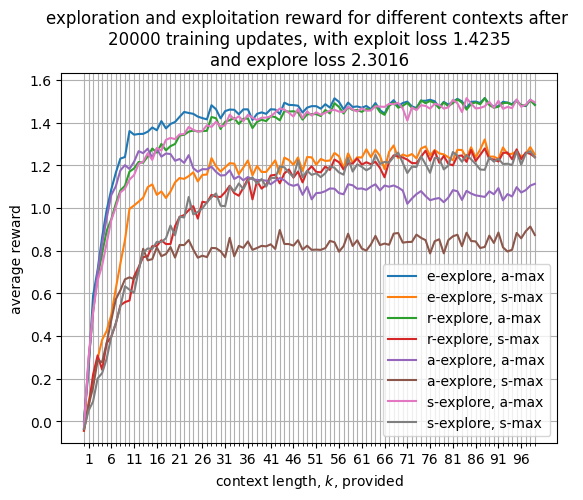 exploration and exploitation reward for different contexts after
20000 training updates, with exploit loss 1.4235
and explore loss 2.3016
1.6
1.4
1.2
1.0
0.8
0.6
0.4
0.2
0.0
average reward
e-explore, a-max
e-explore, s-max
r-explore, a-max
r-explore, s-max
a-explore, a-max
a-explore, s-max
s-explore, a-max
s-explore, s-max
1 6 11 16 21 26 31 36 41 46 51 56 61 66 71 76 81 86 91 96
context length, k, provided